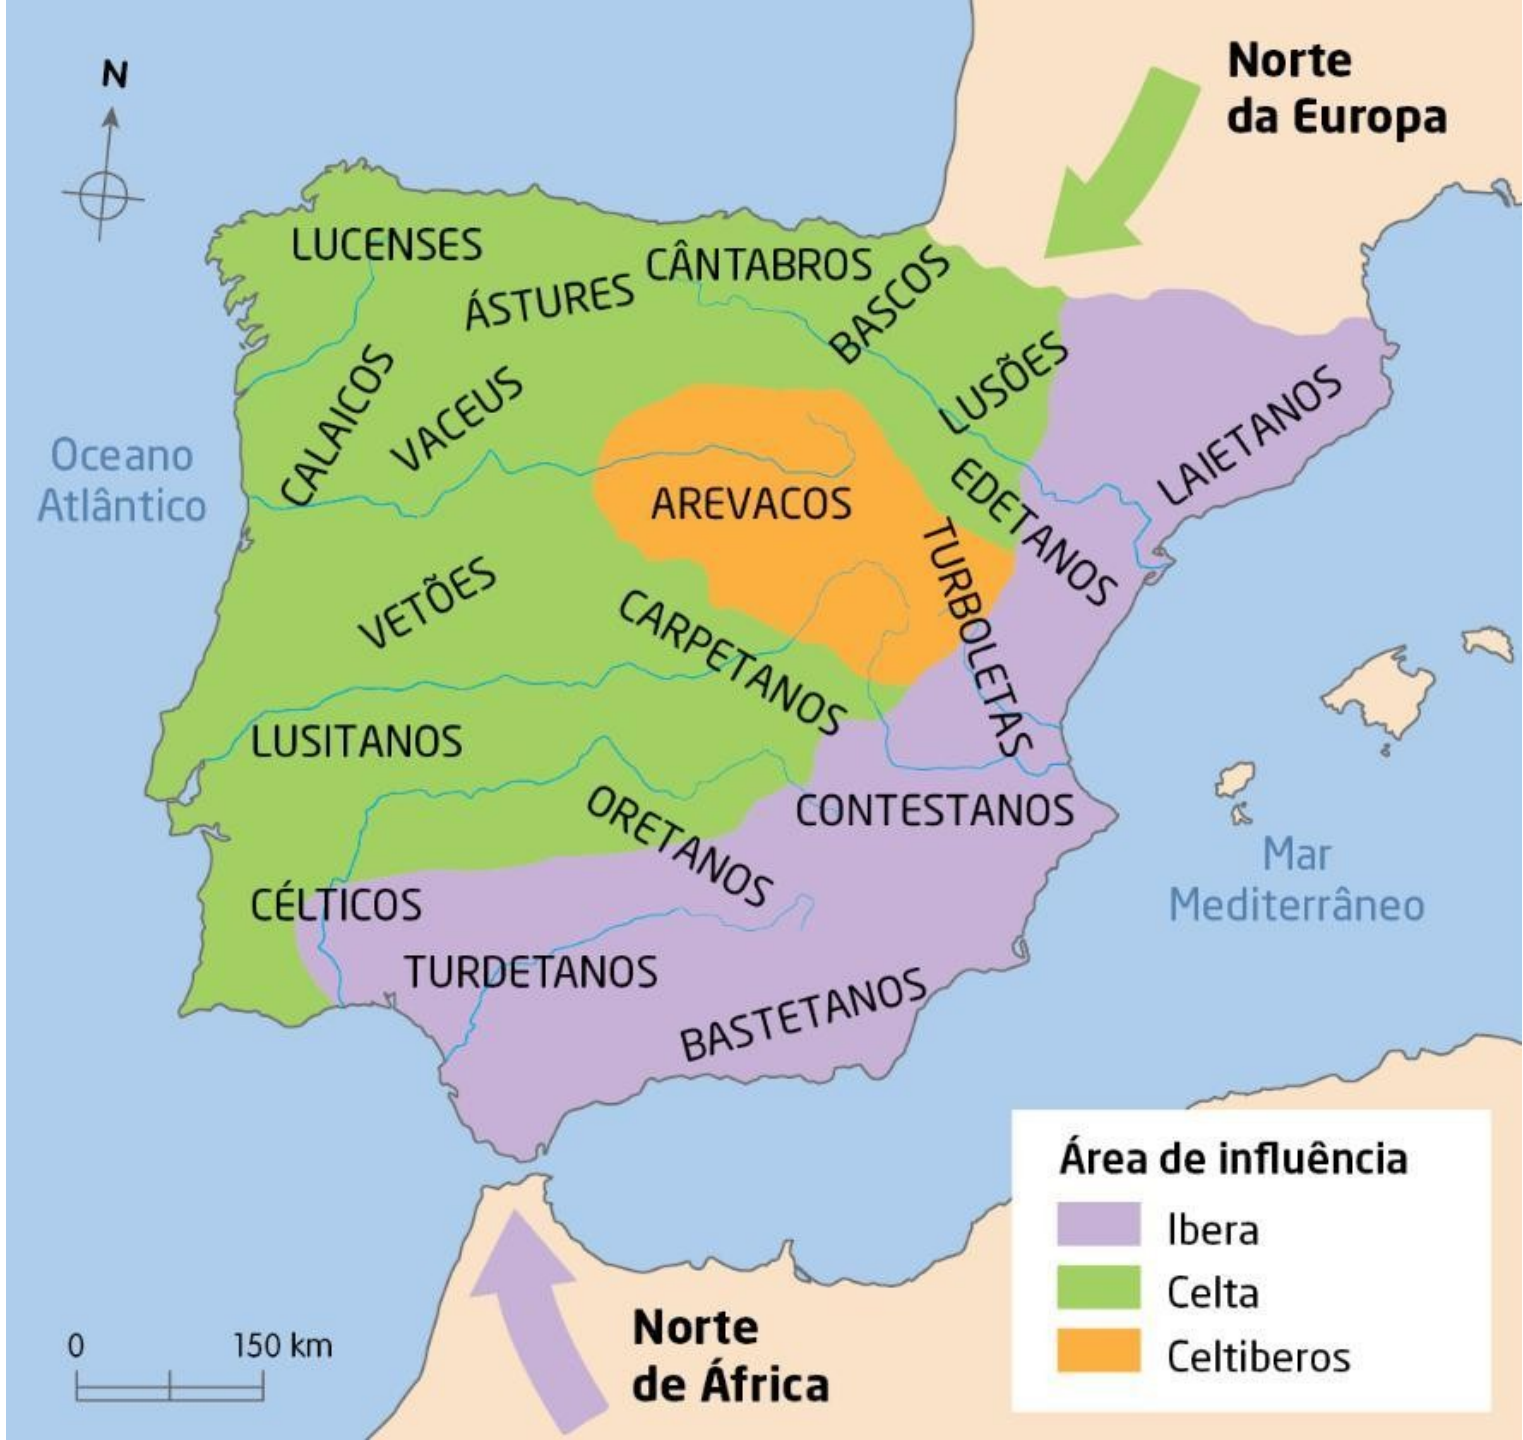 Norte
da Europa
N
LUCENSES
CÂNTABROS
ÁSTURES
BASCOS
LUSÕES
CALAICOS
VACEUS
LAIETANOS
Oceano
Atlântico
AREVACOS
EDETANOS
TURBOLETAS
VETÕES
CARPETANOS
LUSITANOS
CONTESTANOS
ORETANOS
Mar
Mediterrâneo
CÉLTICOS
TURDETANOS
BASTETANOS
Área de influência
Ibera
Celta
Celtiberos
Norte
de África
0 150 km